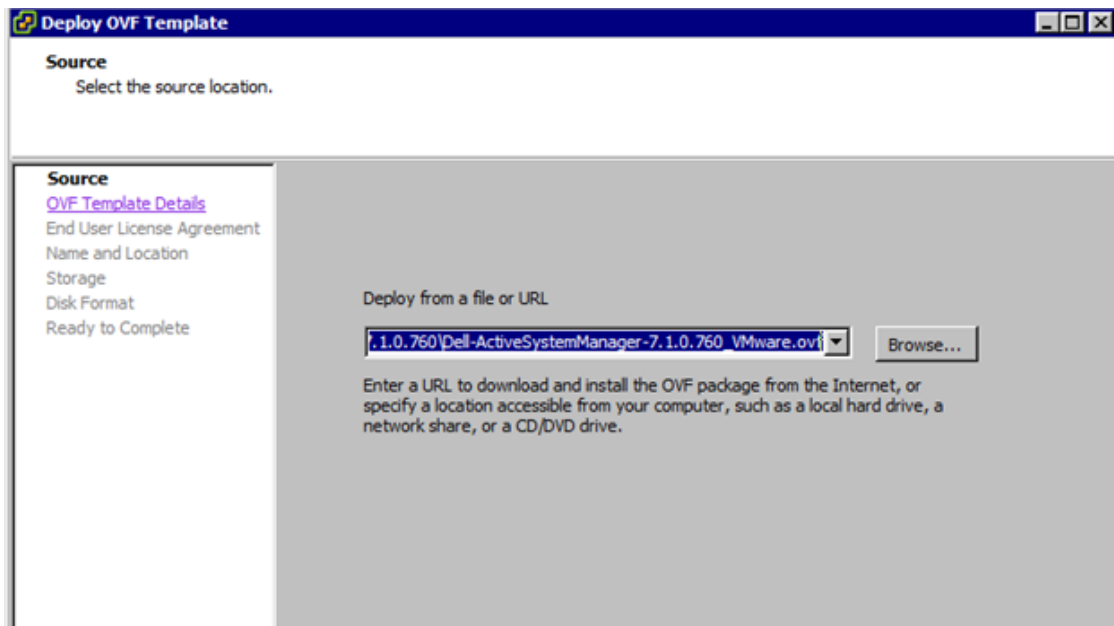 Deploy OVF Template
Source
Select the source location.
Source
OVF Template Details
End User License Agreement
Name and Location
Storage
Disk Format
Ready to Complete
Deploy from a file or URL
7.1.0.760\Dell-ActiveSystemManager-7.1.0.760_VMware.ovf
Browse...
Enter a URL to download and install the OVF package from the Internet, or
specify a location accessible from your computer, such as a local hard drive, a
network share, or a CD/DVD drive.